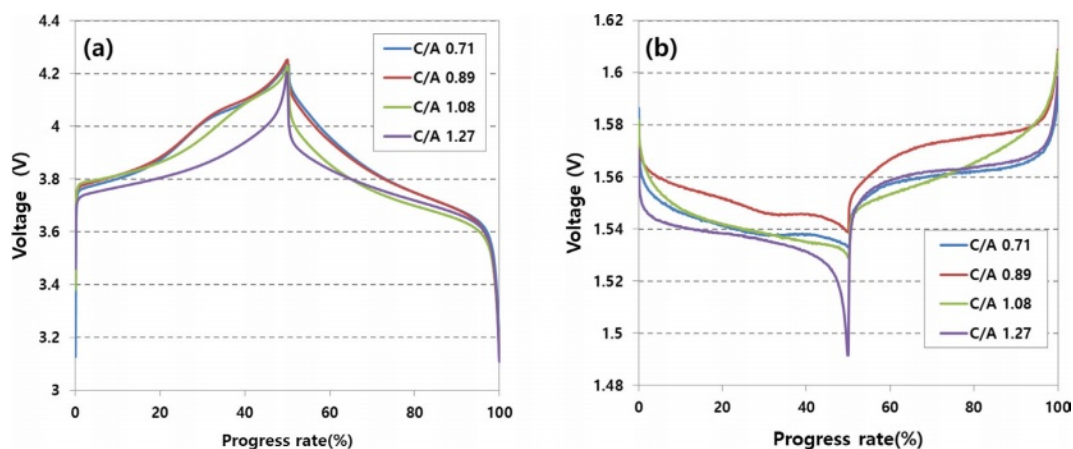 (a)
C/A 0.71
C/A 0.89
C/A 1.08
C/A 1.27
4.4
4.2
4
3.8
3.6
3.4
3.2
3
Voltage (V)
0 20 40 60 80 100
Progress rate(%)
(b)
1.62
1.6
1.58
1.56
1.54
1.52
1.5
1.48
Voltage (V)
C/A 0.71
C/A 0.89
C/A 1.08
C/A 1.27
0 20 40 60 80 100
Progress rate(%)